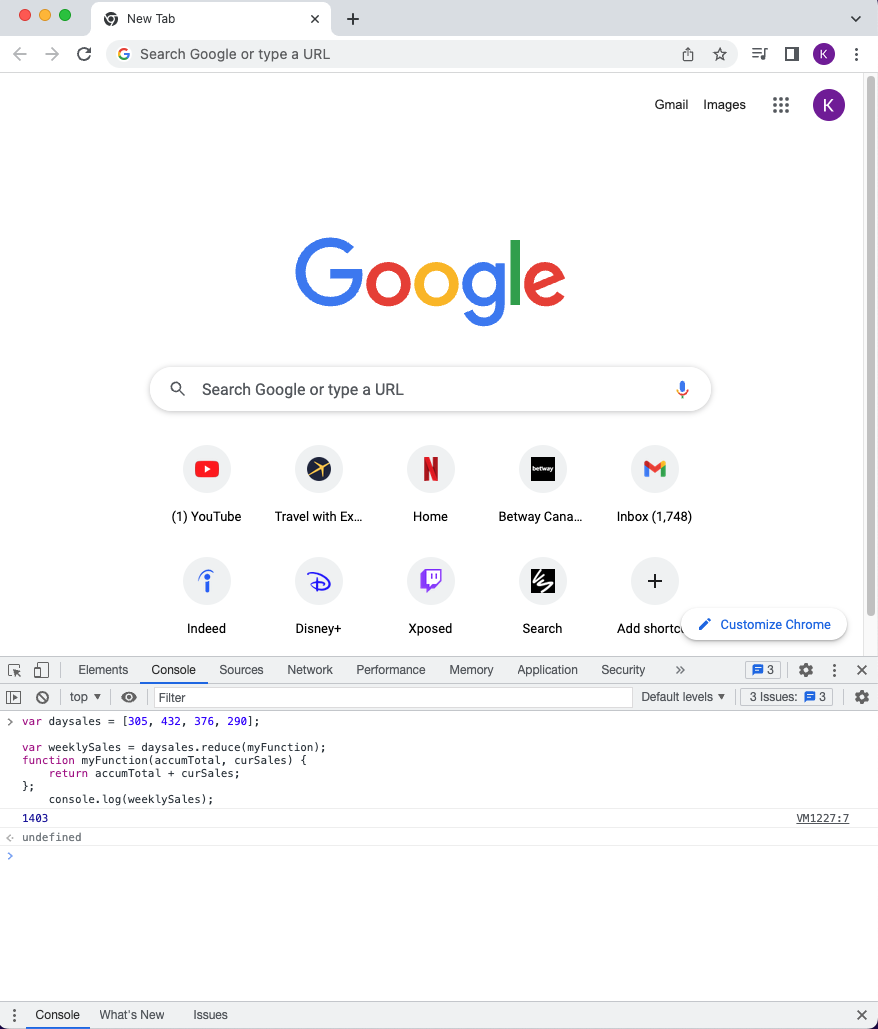 New Tab
Search Google or type a URL
K
Gmail Images
K
Google
Search Google or type a URL
betway
(1) YouTube
Travel with Ex...
Home
Betway Cana...
Inbox (1,748)
Indeed
Disney+
Xposed
Search
Add shortc
Customize Chrome
Elements Console Sources Network Performance Memory Application Security » 3
top Filter Default levels 3 Issues: 3
var daysales = [305, 432, 376, 290];
var weeklySales = daysales.reduce(myFunction);
function myFunction(accumTotal, curSales) {
    return accumTotal + curSales;
};
    console.log(weeklySales);
1403 VM1227:7
undefined
Console What's New Issues